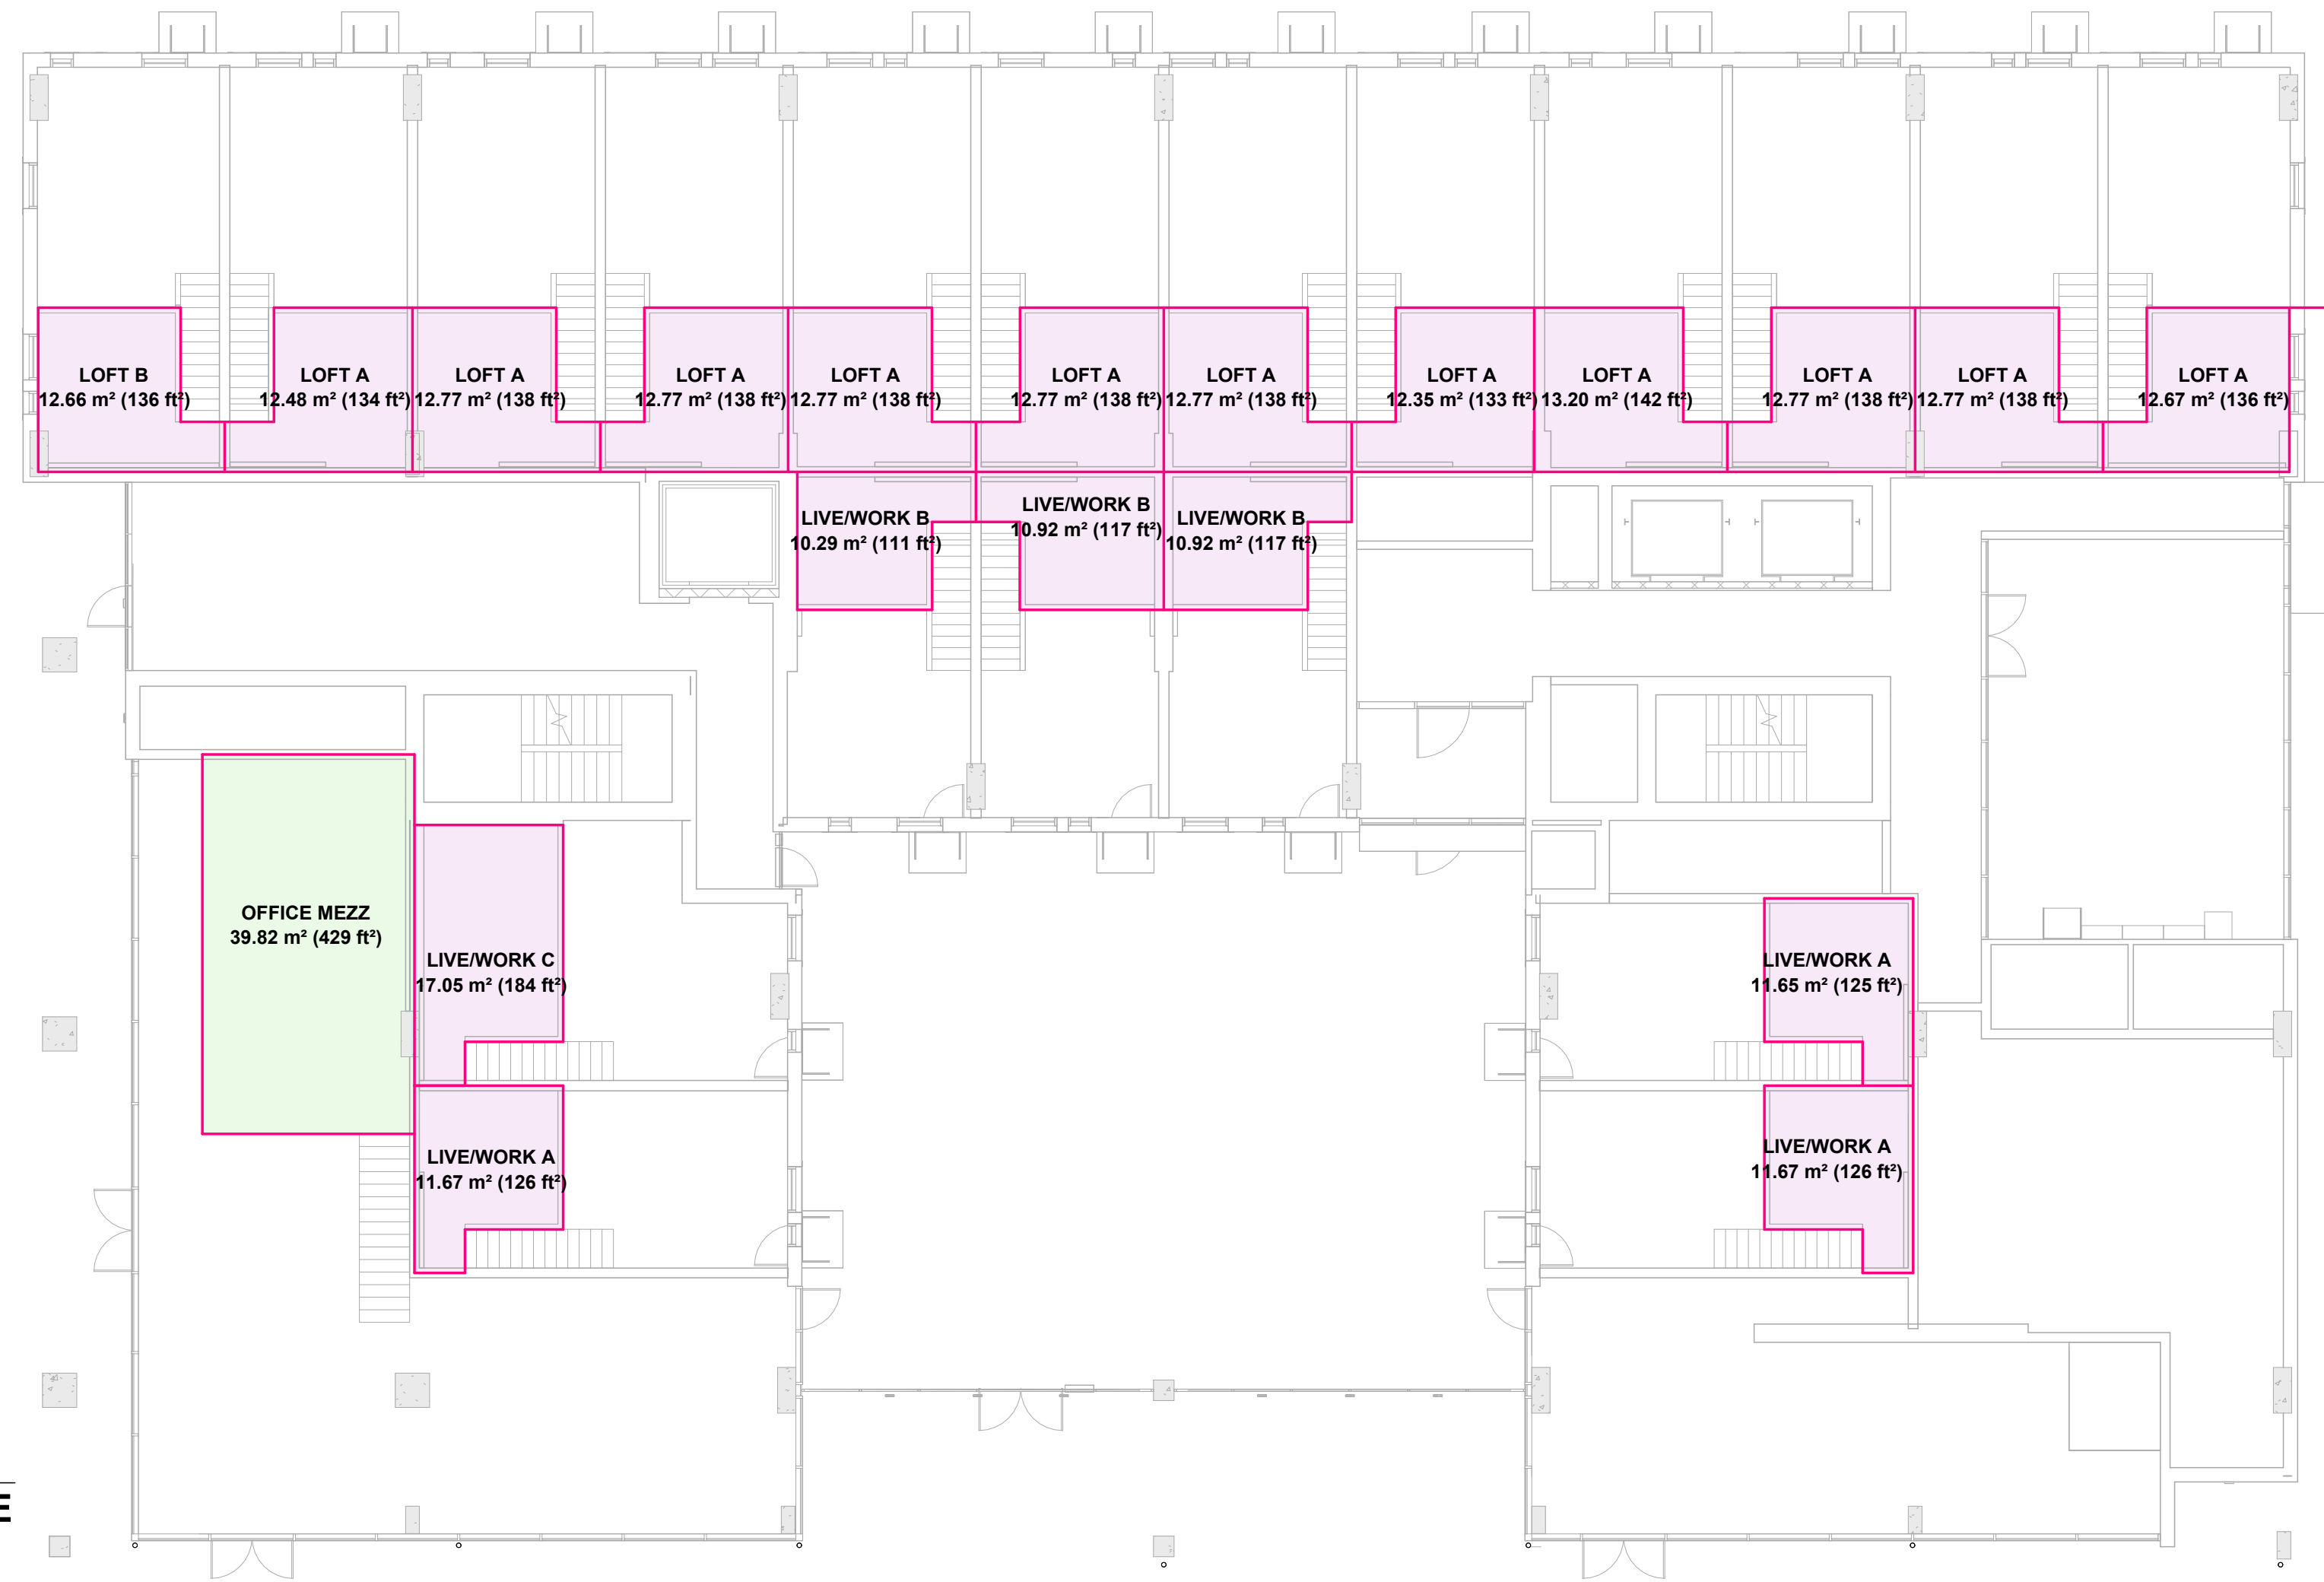 LOFT B
12.66 m² (136 ft²)
LOFT A
12.48 m² (134 ft²)
LOFT A
12.77 m² (138 ft²)
LOFT A
12.77 m² (138 ft²)
LOFT A
12.77 m² (138 ft²)
LOFT A
12.77 m² (138 ft²)
LOFT A
12.77 m² (138 ft²)
LOFT A
12.35 m² (133 ft²)
LOFT A
13.20 m² (142 ft²)
LOFT A
12.77 m² (138 ft²)
LOFT A
12.77 m² (138 ft²)
LOFT A
12.67 m² (136 ft²)
LIVE/WORK B
10.29 m² (111 ft²)
LIVE/WORK B
10.92 m² (117 ft²)
LIVE/WORK B
10.92 m² (117 ft²)
OFFICE MEZZ
39.82 m² (429 ft²)
LIVE/WORK C
17.05 m² (184 ft²)
LIVE/WORK A
11.65 m² (125 ft²)
LIVE/WORK A
11.67 m² (126 ft²)
LIVE/WORK A
11.67 m² (126 ft²)
E